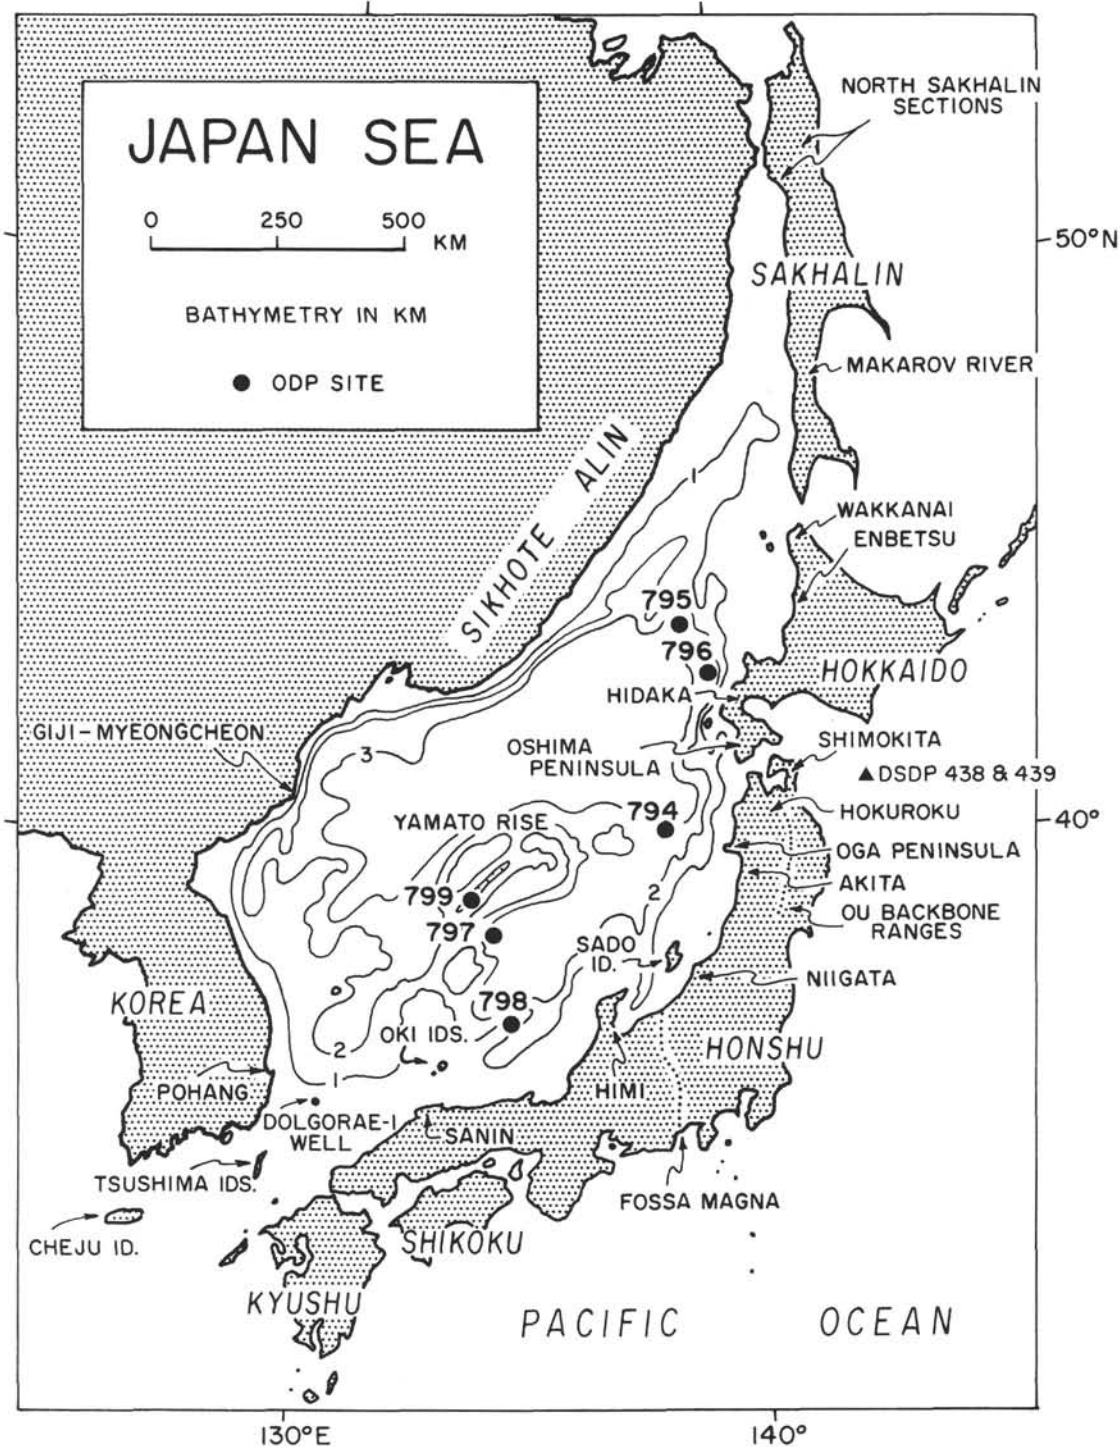 JAPAN SEA
0 250 500
KM
BATHYMETRY IN KM
● ODP SITE
NORTH SAKHALIN
SECTIONS
50°N
SAKHALIN
MAKAROV RIVER
SIKHOTE ALIN
1
WAKKANAI
ENBETSU
795
796
HOKKAIDO
HIDAKA
GIJI-MYEONGCHEON
3
OSHIMA
PENINSULA
SHIMOKITA
▲ DSDP 438 & 439
YAMATO RISE
794
HOKUROKU
40°
OGA PENINSULA
799
2
AKITA
797
OU BACKBONE
RANGES
SADO
ID.
NIIGATA
KOREA
798
OKI IDS.
2
HONSHU
1
POHANG
HIMI
DOLGORAE-I
WELL
SANIN
TSUSHIMA IDS.
FOSSA MAGNA
CHEJU ID.
SHIKOKU
KYUSHU
PACIFIC OCEAN
130°E
140°